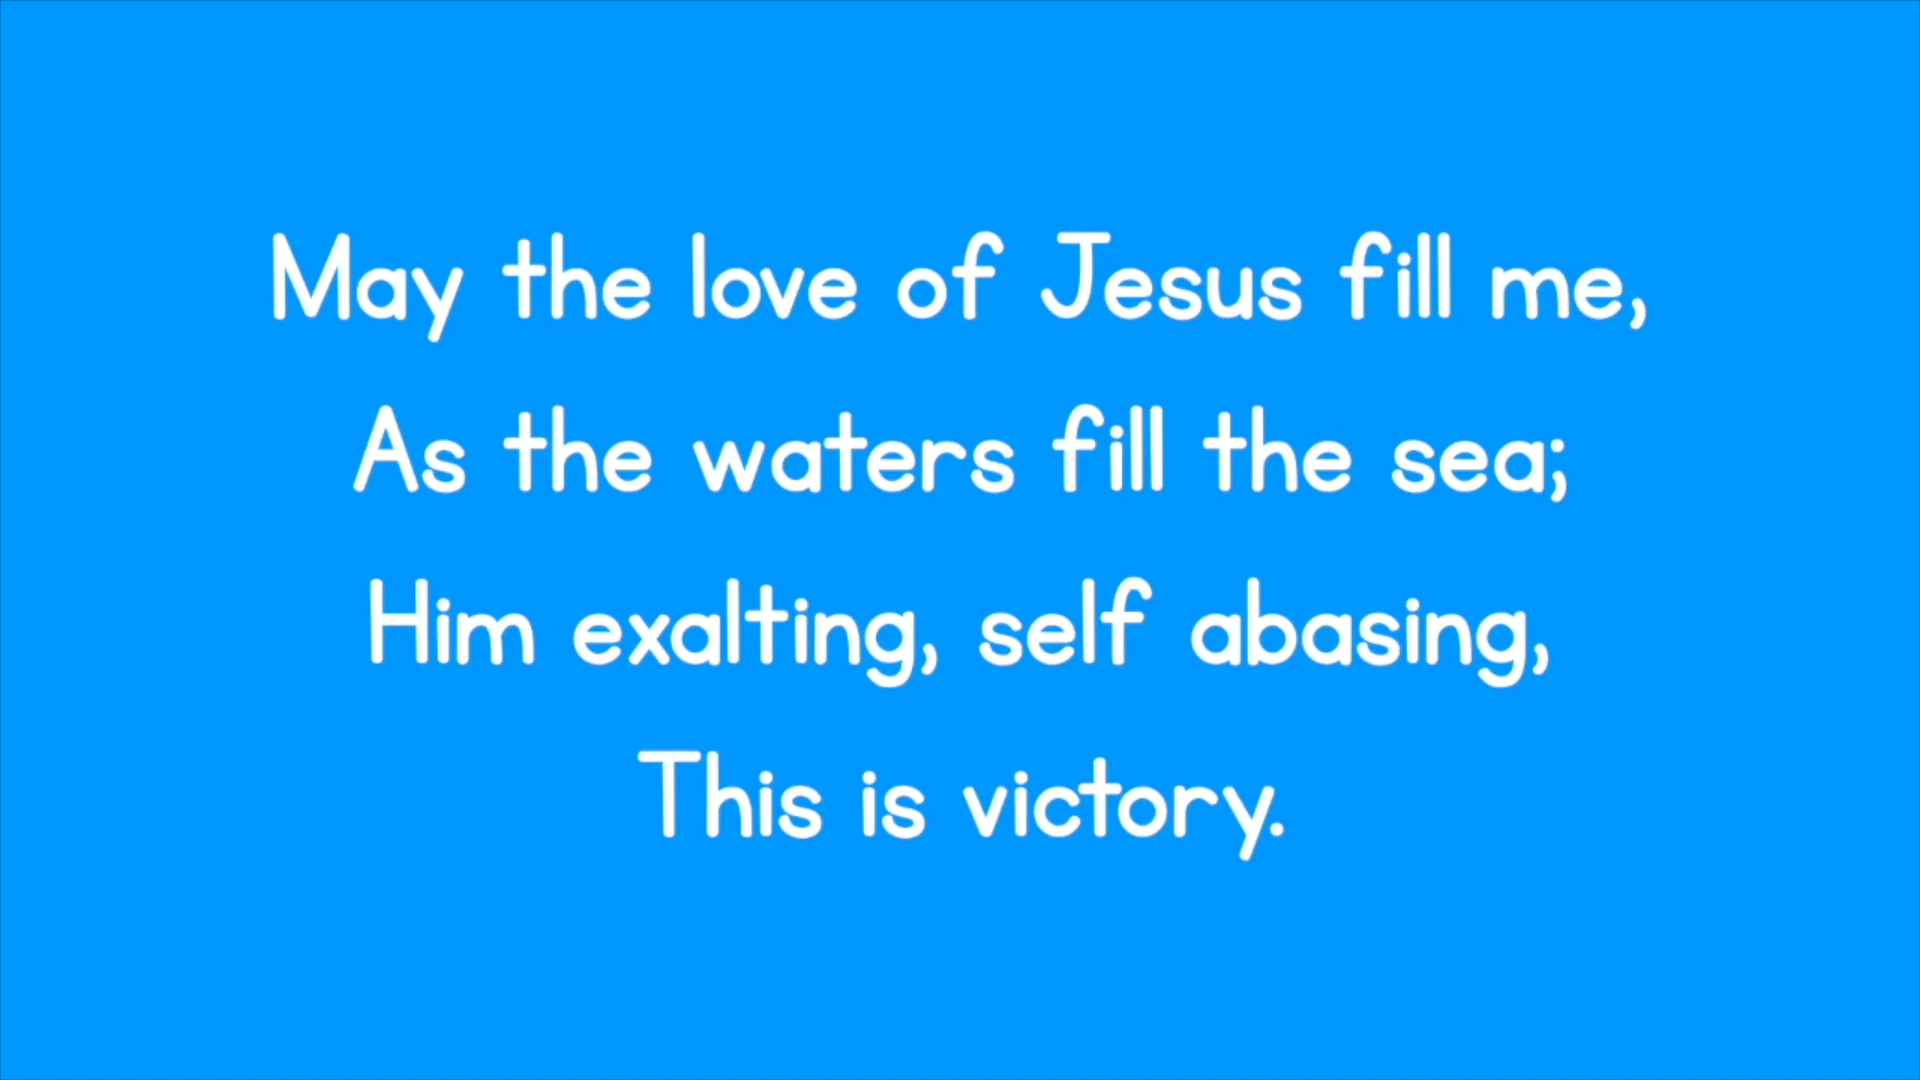 May the love of Jesus fill me,
As the waters fill the sea;
Him exalting, self abasing,
This is victory.